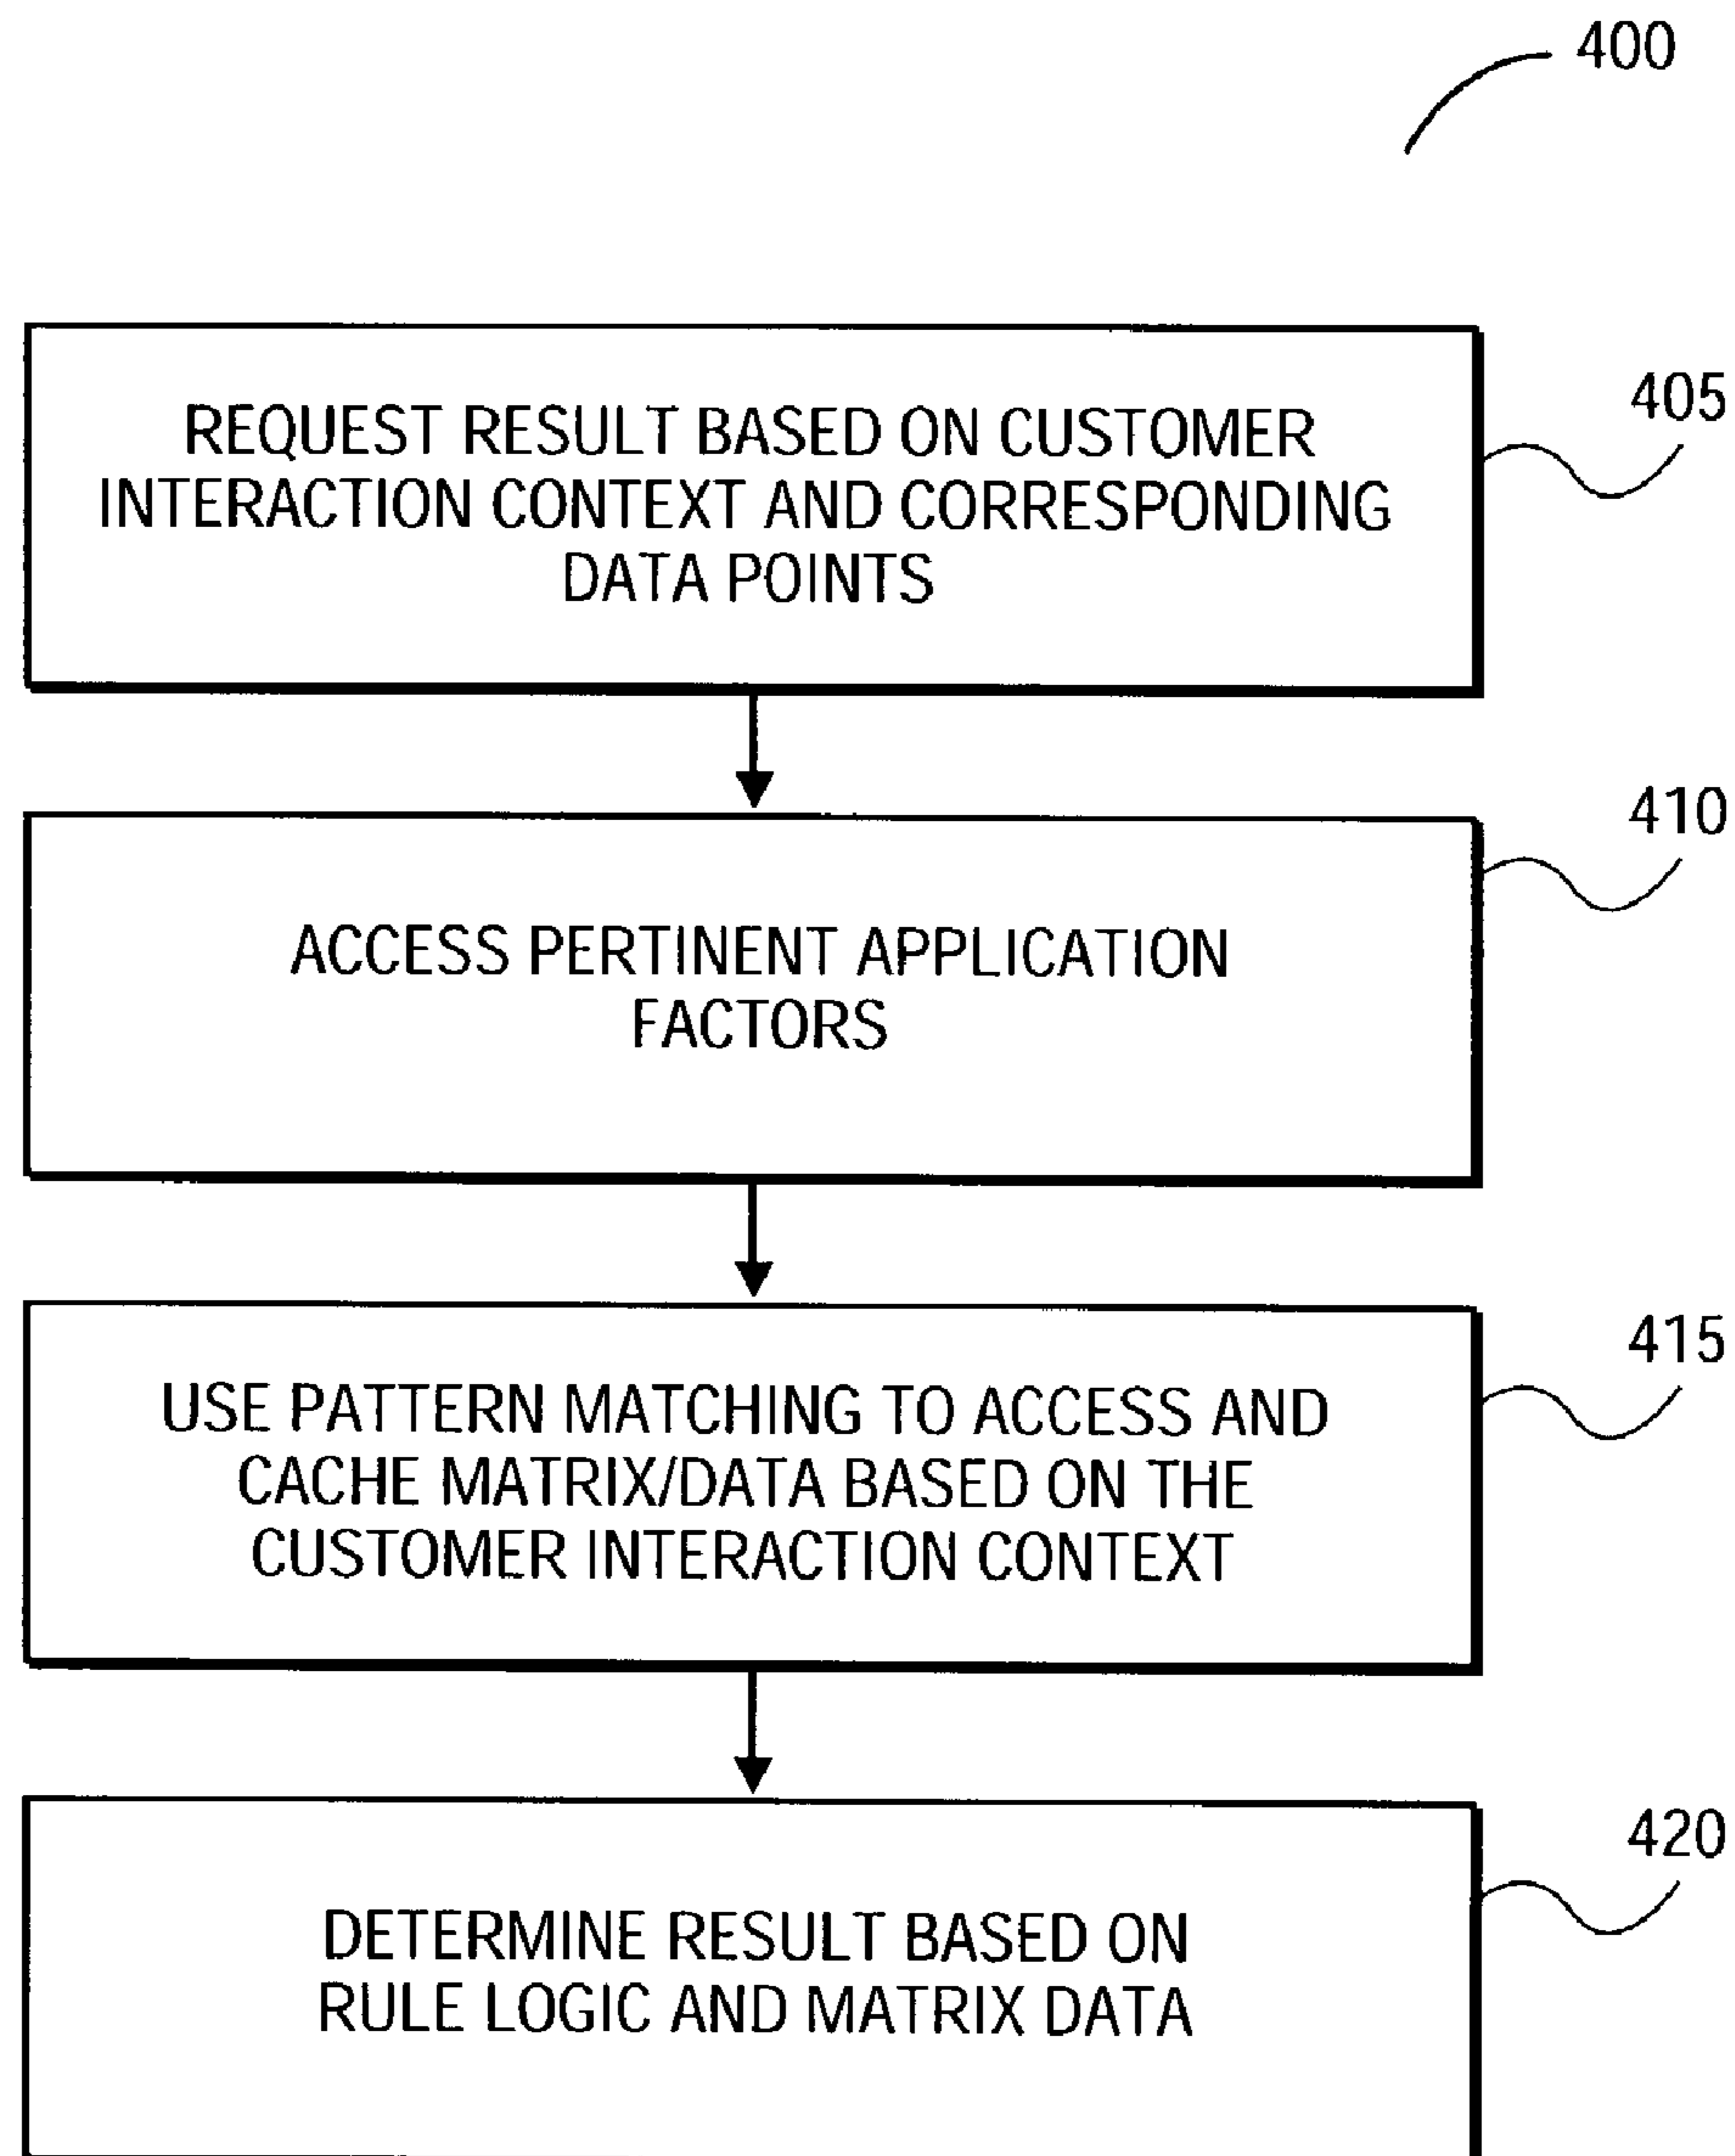 400
REQUEST RESULT BASED ON CUSTOMER
INTERACTION CONTEXT AND CORRESPONDING
DATA POINTS
405
ACCESS PERTINENT APPLICATION
FACTORS
410
USE PATTERN MATCHING TO ACCESS AND
CACHE MATRIX/DATA BASED ON THE
CUSTOMER INTERACTION CONTEXT
415
DETERMINE RESULT BASED ON
RULE LOGIC AND MATRIX DATA
420